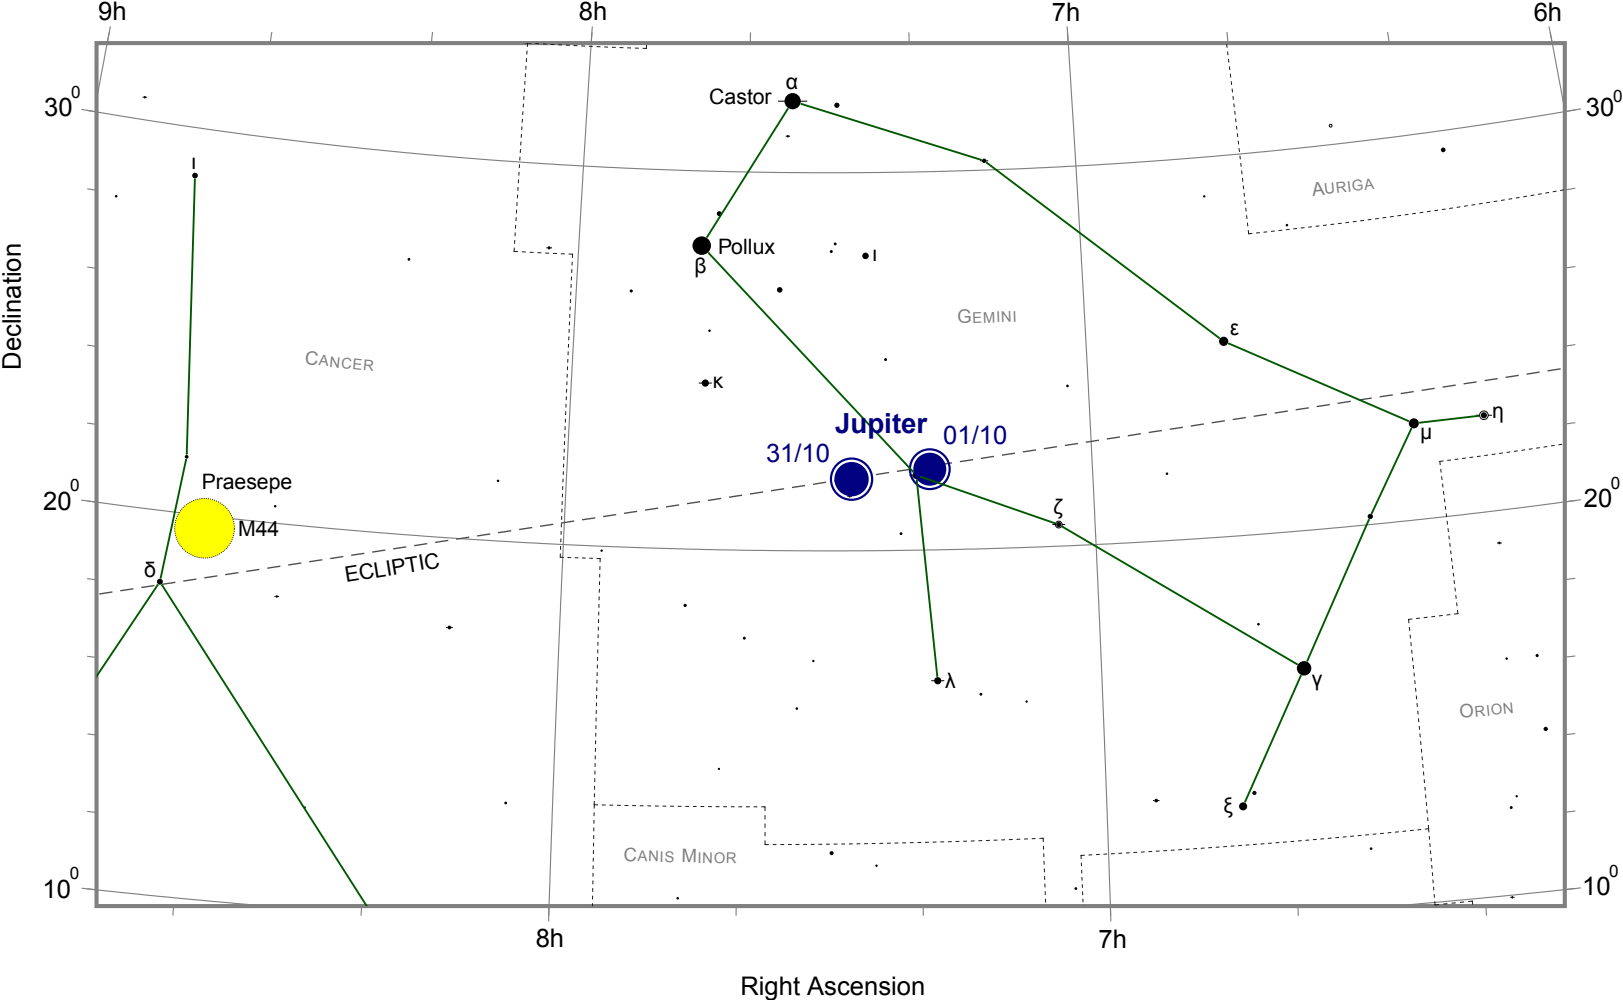 9h 8h 7h 6h
α
Castor
30⁰ 30⁰
ι
AURIGA
Pollux
β
ι
GEMINI
ε
CANCER
κ
Declination
Jupiter
η
μ
31/10 01/10
Praesepe
20⁰ 20⁰
ζ
M44
ECLIPTIC
δ
λ
γ
ORION
ξ
CANIS MINOR
10⁰ 10⁰
8h 7h
Right Ascension